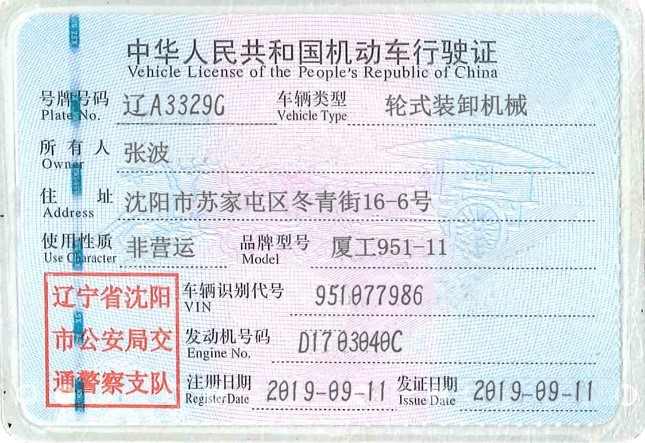 中华人民共和国机动车行驶证
Vehicle License of the People's Republic of China
号牌号码 辽A3329G 车辆类型 轮式装卸机械
Plate No. Vehicle Type
所有人 张波
Owner
住址 沈阳市苏家屯区冬青街16-6号
Address
使用性质 非营运 品牌型号 厦工951-11
Use Character Model
辽宁省沈阳
市公安局交
通警察支队
车辆识别代号 951077986
VIN
发动机号码 D1703040C
Engine No.
注册日期 2019-09-11 发证日期 2019-09-11
Register Date Issue Date